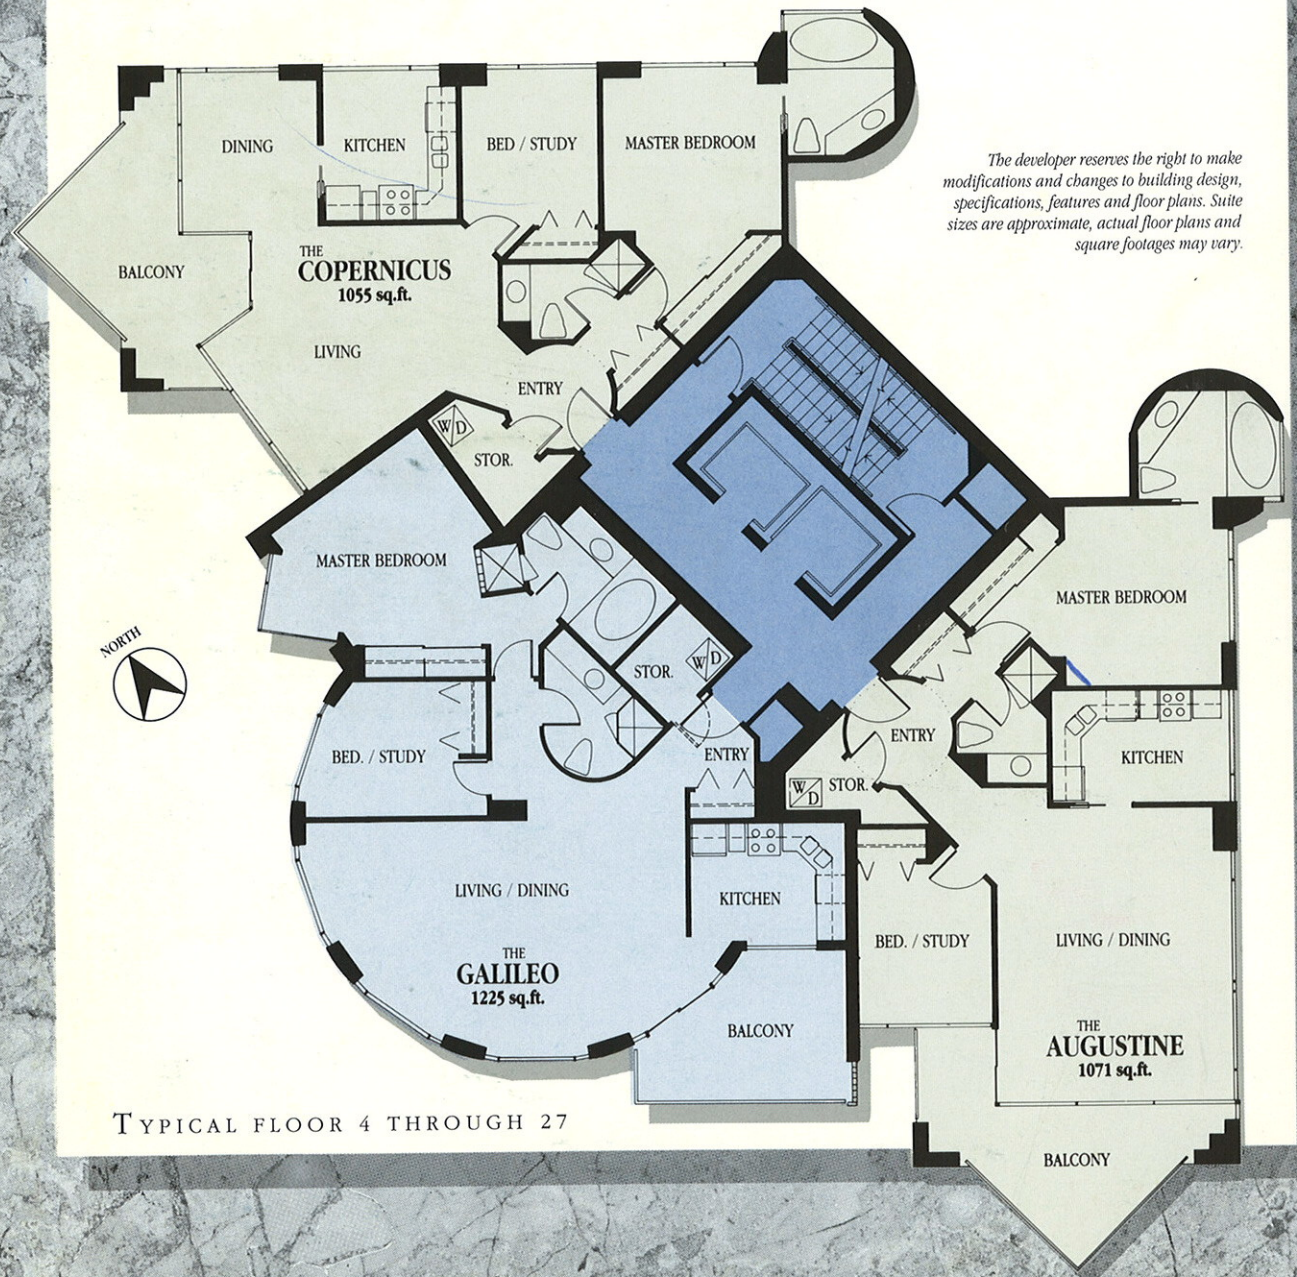 The developer reserves the right to make
modifications and changes to building design,
specifications, features and floor plans. Suite
sizes are approximate, actual floor plans and
square footages may vary.
DINING
KITCHEN
BED / STUDY
MASTER BEDROOM
BALCONY
THE
COPERNICUS
1055 sq.ft.
LIVING
ENTRY
W D
STOR.
MASTER BEDROOM
STOR.
W D
BED. / STUDY
ENTRY
LIVING / DINING
KITCHEN
THE
GALILEO
1225 sq.ft.
BALCONY
MASTER BEDROOM
ENTRY
KITCHEN
W D
STOR.
BED. / STUDY
LIVING / DINING
THE
AUGUSTINE
1071 sq.ft.
BALCONY
NORTH
TYPICAL FLOOR 4 THROUGH 27